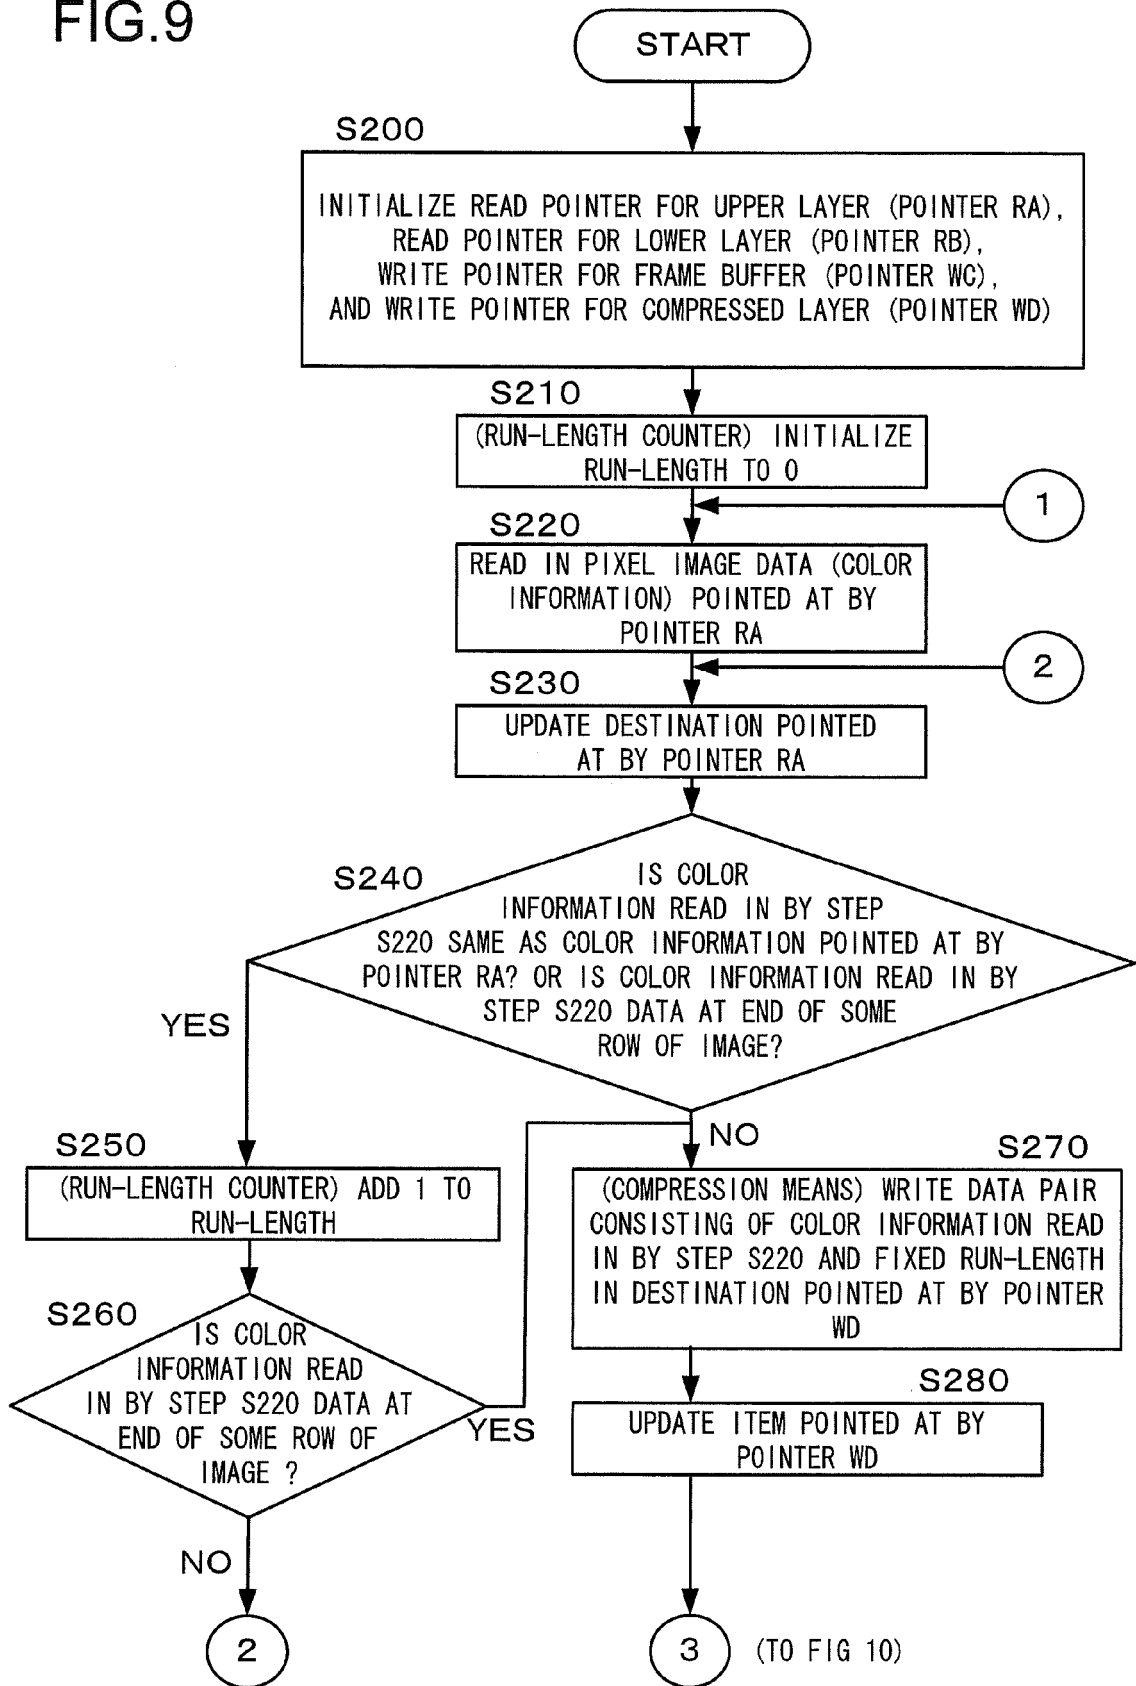 FIG.9
START
S200
INITIALIZE READ POINTER FOR UPPER LAYER (POINTER RA),
READ POINTER FOR LOWER LAYER (POINTER RB),
WRITE POINTER FOR FRAME BUFFER (POINTER WC),
AND WRITE POINTER FOR COMPRESSED LAYER (POINTER WD)
S210
(RUN-LENGTH COUNTER) INITIALIZE
RUN-LENGTH TO 0
1
S220
READ IN PIXEL IMAGE DATA (COLOR
INFORMATION) POINTED AT BY
POINTER RA
2
S230
UPDATE DESTINATION POINTED
AT BY POINTER RA
S240
IS COLOR
INFORMATION READ IN BY STEP
S220 SAME AS COLOR INFORMATION POINTED AT BY
POINTER RA? OR IS COLOR INFORMATION READ IN BY
STEP S220 DATA AT END OF SOME
ROW OF IMAGE?
YES
NO
S250
(RUN-LENGTH COUNTER) ADD 1 TO
RUN-LENGTH
S260
IS COLOR
INFORMATION READ
IN BY STEP S220 DATA AT
END OF SOME ROW OF
IMAGE ?
YES
NO
2
S270
(COMPRESSION MEANS) WRITE DATA PAIR
CONSISTING OF COLOR INFORMATION READ
IN BY STEP S220 AND FIXED RUN-LENGTH
IN DESTINATION POINTED AT BY POINTER
WD
S280
UPDATE ITEM POINTED AT BY
POINTER WD
3 (TO FIG 10)